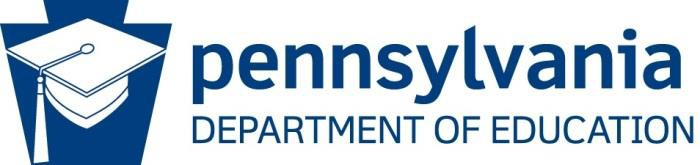 pennsylvania
DEPARTMENT OF EDUCATION